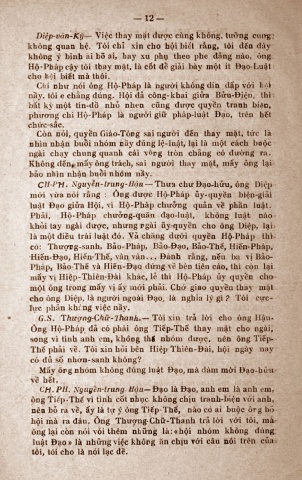 — 12 —
Diệp-văn-Kỳ— Việc thay mặt được cùng không, tưởng cung
không quan hệ. Tôi chỉ xin cho hội biết rằng, tôi đến đây
không ý bình ai bỏ ai, hay xu phụ theo phe đảng nào, ông
Hộ-Pháp cậy tôi thay mặt, là cốt để giải bày một ít Đạo-Luật
cho hội biết mà thôi.
Chí như nói ông Hộ-Pháp là người không đín dấp với hội
nầy, tôi e chẳng đúng. Hội đã công-khai giữa Bửu-Điện, thì
bất kỳ một tín-đồ nhỏ nhen cũng được quyền tranh biện,
phương chi Hộ-Pháp là người giữ pháp-luật Đạo, trên hết
chức-sắc.
Còn nói, quyền Giáo-Tông sai người đến thay mặt, tức là
nhìn nhận buổi nhóm nầy đúng lệ-luật, lại là một cách buộc
ngài chạy chung quanh cái vòng tròn chẳng có đường ra.
Không đến, mấy ông trách, sai người thay mặt, mấy ông lại
bảo nhìn nhận buổi nhóm nầy.
CH-PH. Nguyễn-trung-Hậu— Thưa chư Đạo-hữu, ông Diệp
mới vừa nói rằng : Ông được Hộ-Pháp ủy-quyền biện-giải
luật Đạo giữa Hội, vì Hộ-Pháp chưởng quản về phần luật.
Phải, Hộ-Pháp chưởng-quản đạo-luật, không luật nào
khỏi tay ngài được, nhưng ngài ủy-quyền cho ông Diệp, lại
là một điều trái luật đó. Vả chăng dưới quyền Hộ-Pháp thì
có: Thượng-sanh, Bảo-Pháp, Bảo-Đạo, Bảo-Thế, Hiến-Pháp,
Hiến-Đạo, Hiến-Thế, vân vân... Đành rằng, nếu ba vị Bảo-
Pháp, Bảo-Thế và Hiến-Đạo đứng về bên tiên cáo, thì còn lại
mấy vị Hiệp-Thiên-Đài khác, lẽ thì Hộ-Pháp ủy quyền cho
một ông trong mấy vị ấy mới phải. Chớ giao quyền thay mặt
cho ông Diệp, là người ngoài Đạo, là nghĩa lý gì ? Tôi cực-
lực phản kháng việc nầy.
G.S. Thượng-Chữ-Thanh.— Tôi xin trả lời cho ông Hậu.
Ông Hộ-Pháp đã có phái ông Tiếp-Thế thay mặt cho ngài,
song vì tình anh em, không thể nhóm được, nên ông Tiếp-
Thế phải về. Tôi xin hỏi bên Hiệp-Thiên-Đài, hội ngày nay
có đủ số nhơn-sanh không?
Mấy ông nhóm không đúng luật Đạo, mà dám mời Đạo-hữu
về hết.
CH. PH. Nguyễn-trung-Hậu— Đạo là Đạo, anh em là anh em,
ông Tiếp-Thế vì tình cốt nhục không chịu tranh-biện với anh,
nên bỏ ra về, ấy là tự ý ông Tiếp-Thế, nào có ai buộc ông bỏ
hội mà ra đâu. Ông Thượng-Chữ-Thanh trả lời với tôi, mà
ông lại còn nói vói thêm những là: «hội nhóm không đúng
luật Đạo» là những việc không ăn chịu với câu nói trên của
tôi, tôi cho là nói lạc đề.